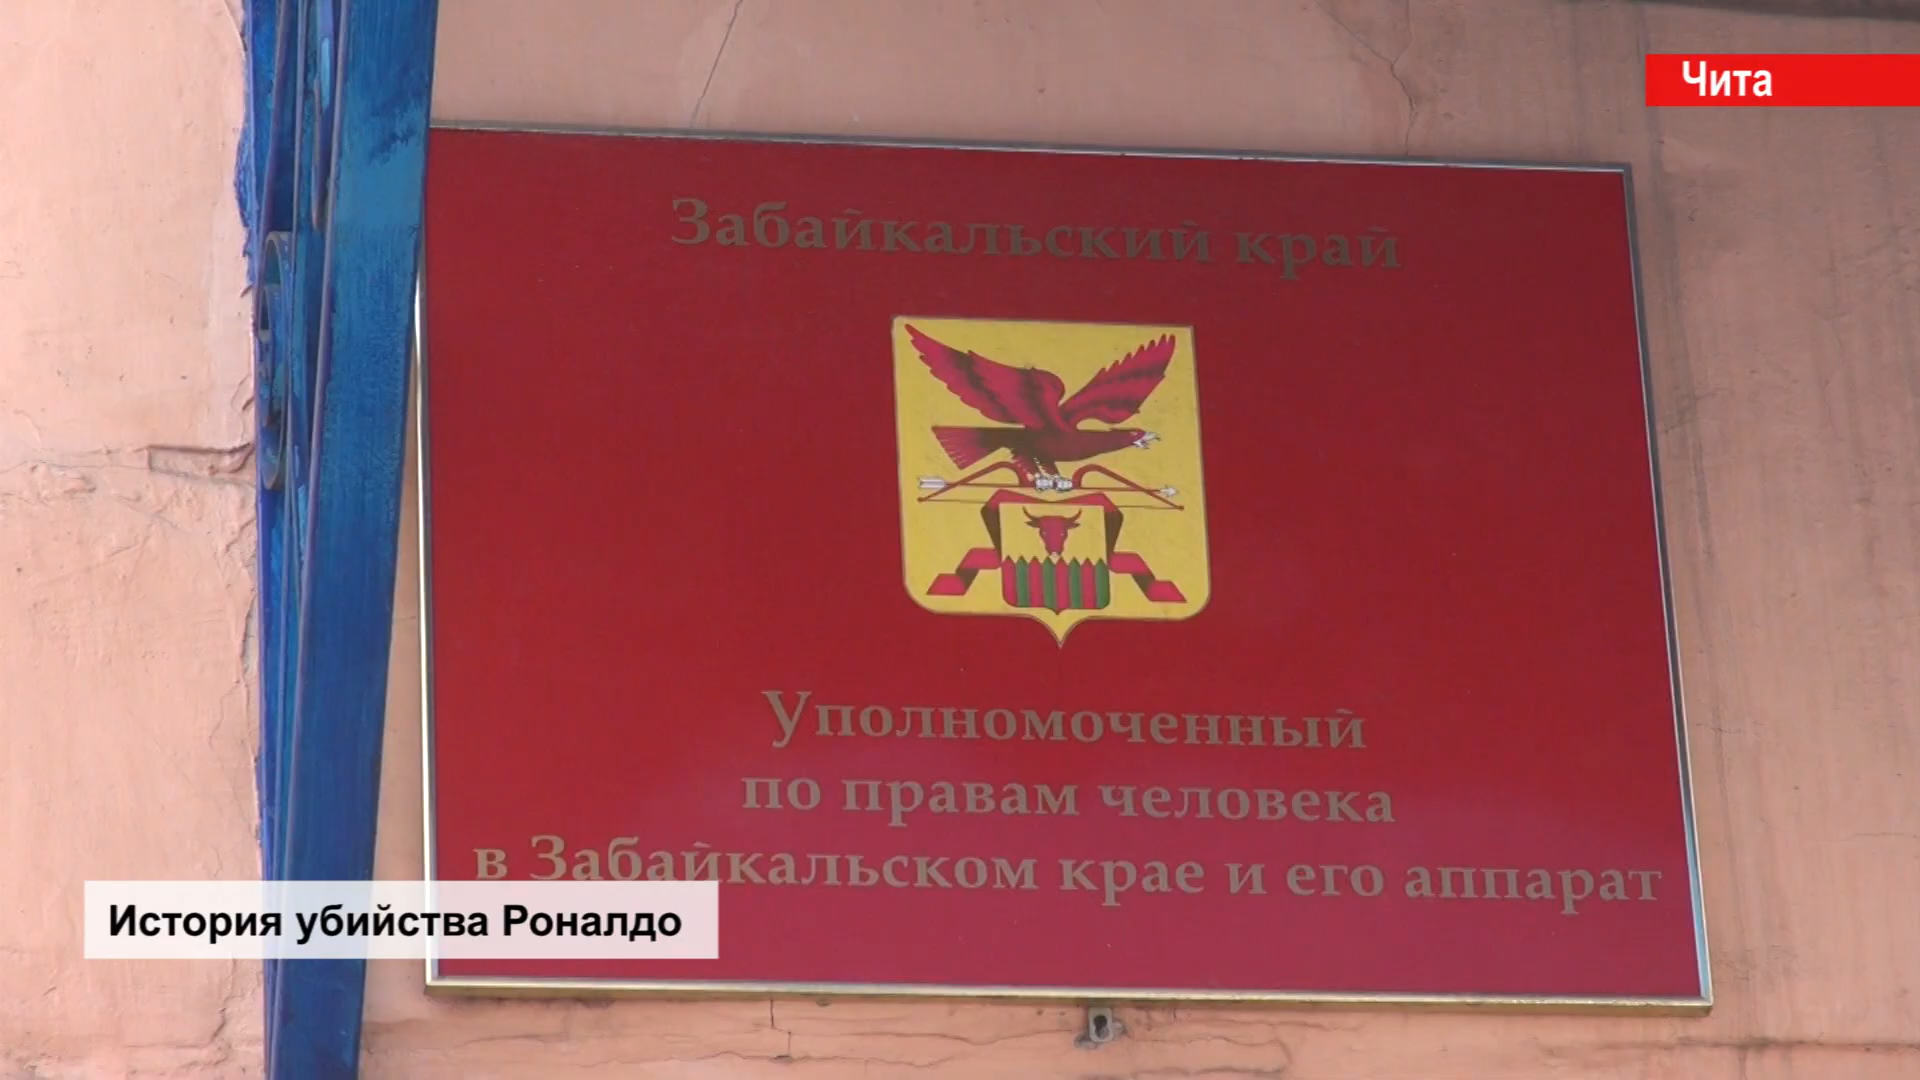 Чита
Забайкальский край
Уполномоченный
по правам человека
в Забайкальском крае и его аппарат
История убийства Роналдо